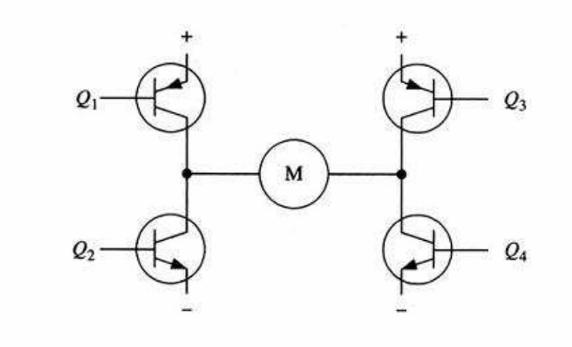 + +
Q₁ Q₃
M
Q₂ Q₄
− −